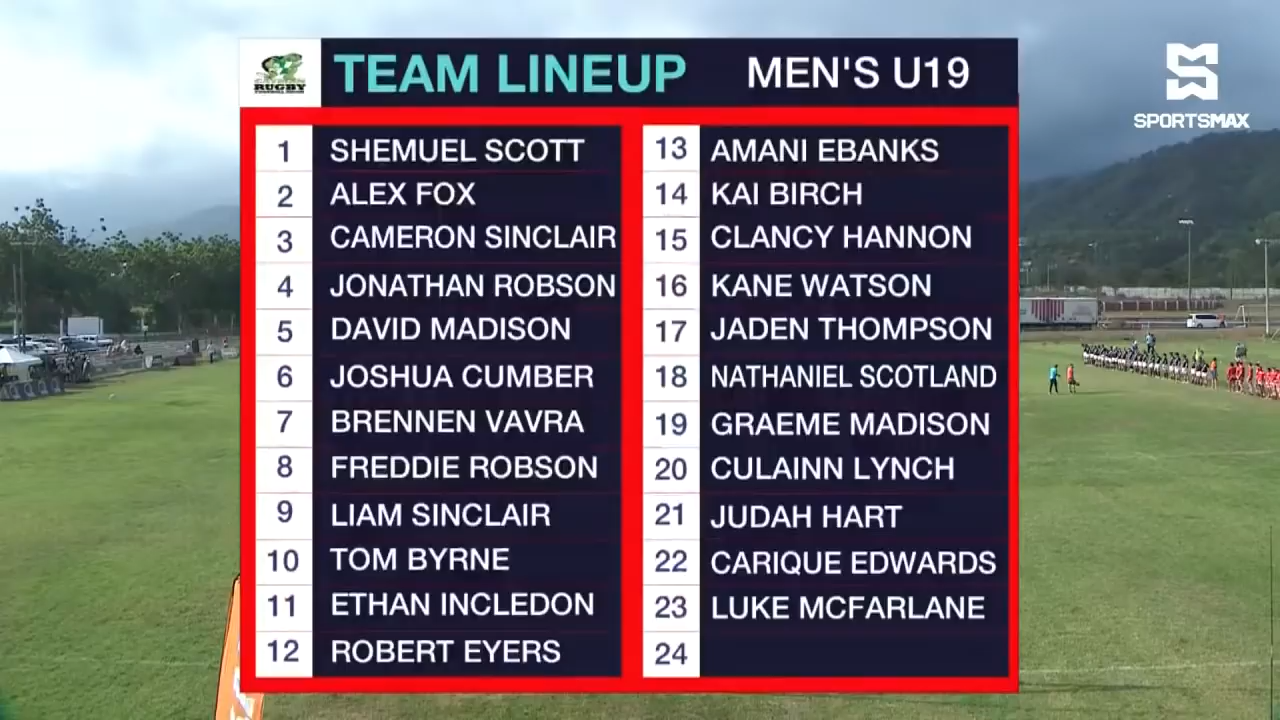 RUGBY
TEAM LINEUP MEN'S U19
SPORTSMAX
1 SHEMUEL SCOTT
2 ALEX FOX
3 CAMERON SINCLAIR
4 JONATHAN ROBSON
5 DAVID MADISON
6 JOSHUA CUMBER
7 BRENNEN VAVRA
8 FREDDIE ROBSON
9 LIAM SINCLAIR
10 TOM BYRNE
11 ETHAN INCLEDON
12 ROBERT EYERS
13 AMANI EBANKS
14 KAI BIRCH
15 CLANCY HANNON
16 KANE WATSON
17 JADEN THOMPSON
18 NATHANIEL SCOTLAND
19 GRAEME MADISON
20 CULAINN LYNCH
21 JUDAH HART
22 CARIQUE EDWARDS
23 LUKE MCFARLANE
24